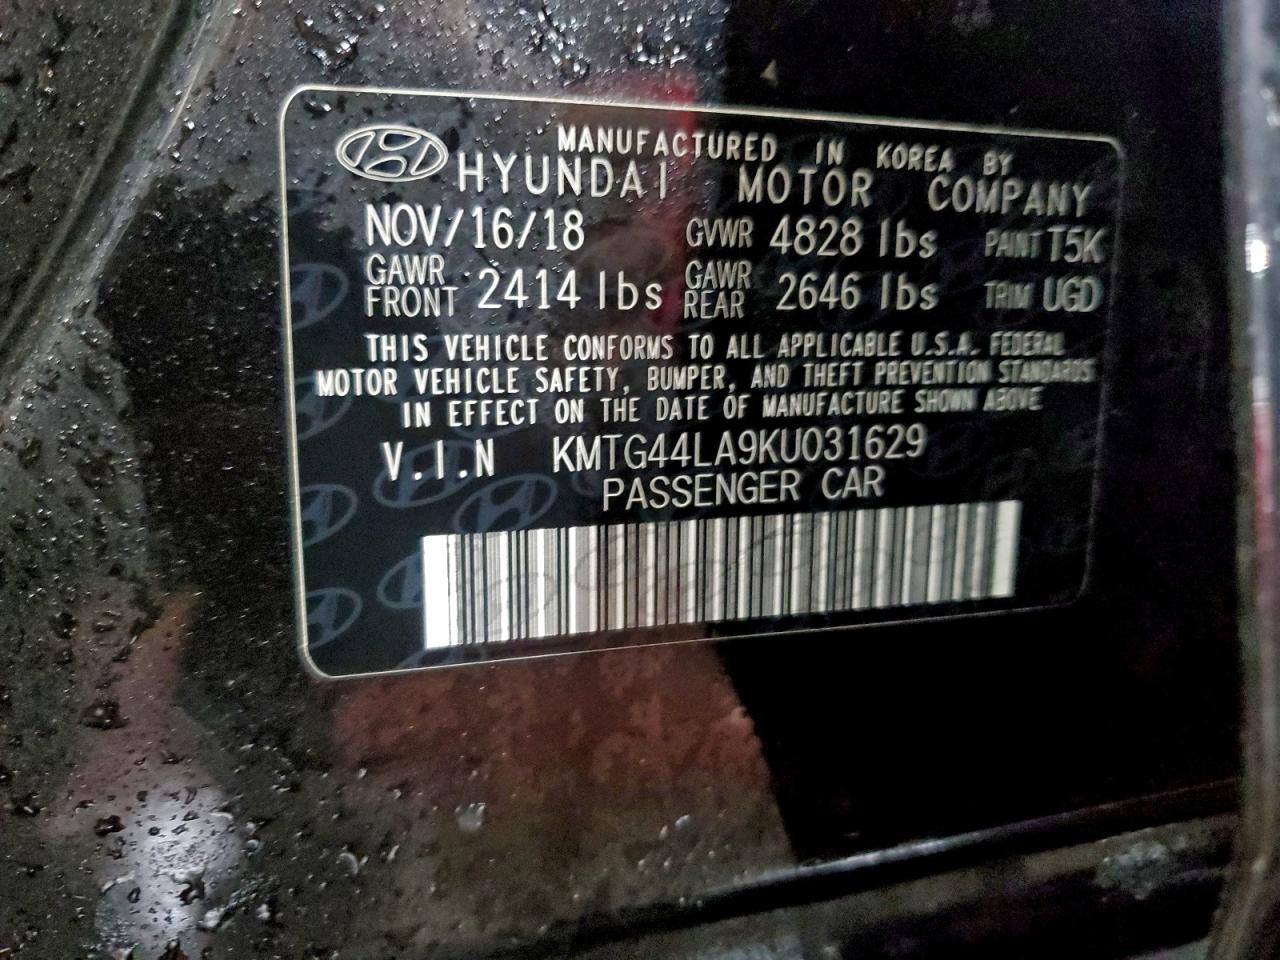 MANUFACTURED IN KOREA BY
HYUNDAI MOTOR COMPANY
NOV/16/18 GVWR 4828 lbs PAINT T5K
GAWR FRONT 2414 lbs GAWR REAR 2646 lbs TRIM UGD
THIS VEHICLE CONFORMS TO ALL APPLICABLE U.S.A. FEDERAL
MOTOR VEHICLE SAFETY, BUMPER, AND THEFT PREVENTION STANDARDS
IN EFFECT ON THE DATE OF MANUFACTURE SHOWN ABOVE
V.I.N KMTG44LA9KU031629
PASSENGER CAR